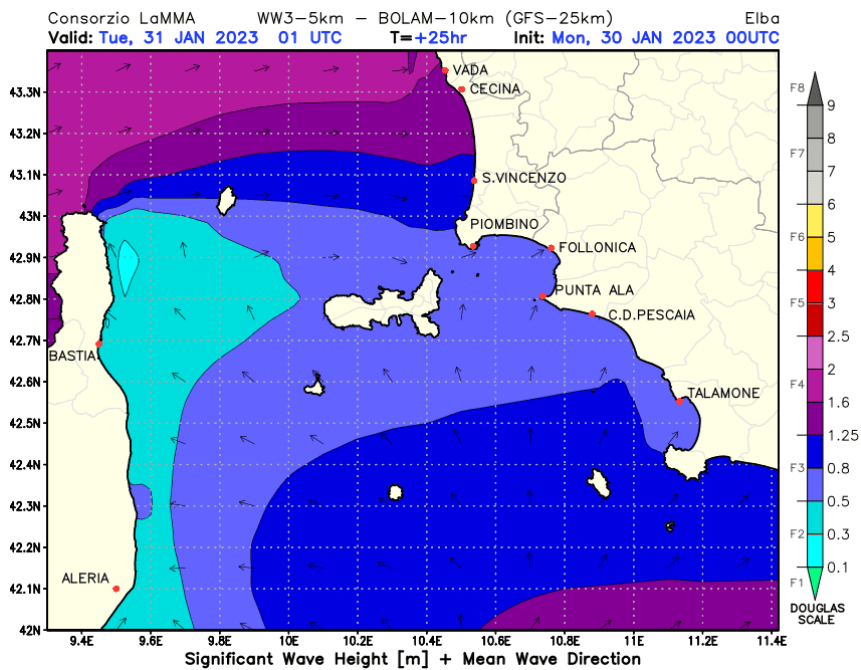 Consorzio LaMMA WW3-5km - BOLAM-10km (GFS-25km) Elba
Valid: Tue, 31 JAN 2023 01 UTC T=+25hr Init: Mon, 30 JAN 2023 00UTC
VADA
CECINA
S.VINCENZO
PIOMBINO
FOLLONICA
PUNTA ALA
C.D.PESCAIA
BASTIA
TALAMONE
ALERIA
43.3N
43.2N
43.1N
43N
42.9N
42.8N
42.7N
42.6N
42.5N
42.4N
42.3N
42.2N
42.1N
42N
9.4E 9.6E 9.8E 10E 10.2E 10.4E 10.6E 10.8E 11E 11.2E 11.4E
Significant Wave Height [m] + Mean Wave Direction
F8
9
8
F7
7
6
F6
5
4
F5
3
2.5
F4
2
1.6
1.25
F3
0.8
0.5
F2
0.3
0.1
F1
DOUGLAS
SCALE